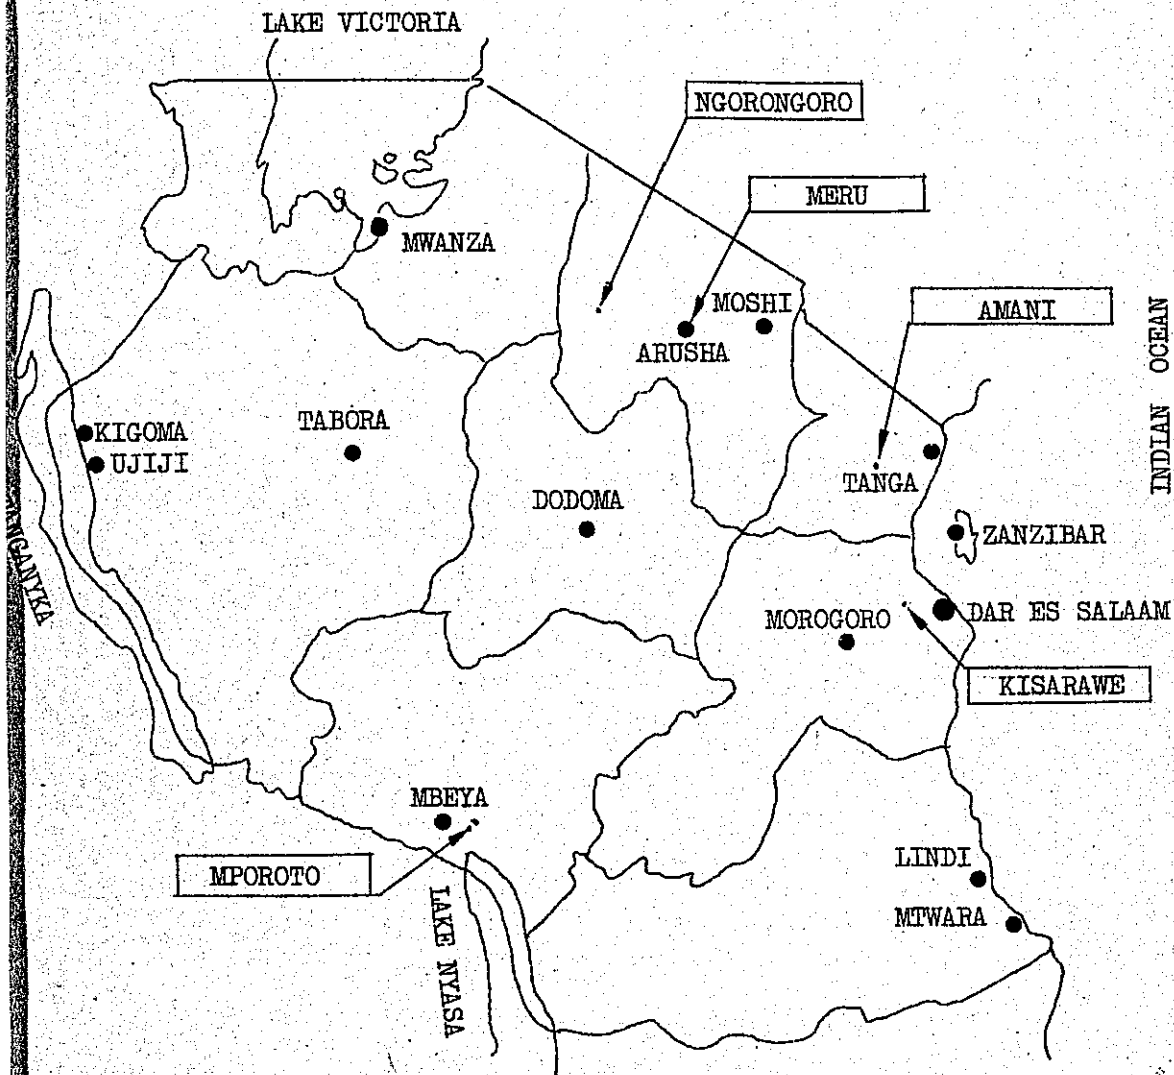 LAKE VICTORIA
NGORONGORO
MERU
MWANZA
MOSHI
AMANI
ARUSHA
INDIAN OCEAN
KIGOMA
TABORA
UJIJI
TANGA
DODOMA
ZANZIBAR
ANGANYKA
MOROGORO
DAR ES SALAAM
KISARAWE
MBEYA
MPOROTO
LINDI
LAKE NYASA
MTWARA